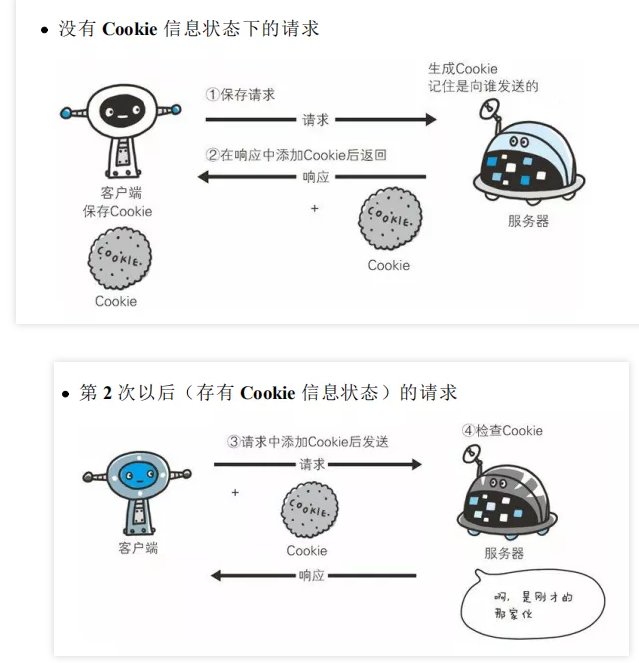 • 没有 Cookie 信息状态下的请求
生成Cookie
记住是向谁发送的
①保存请求
请求
②在响应中添加Cookie后返回
响应
+
COOKIE.
Cookie
客户端
保存Cookie
COOKIE.
Cookie
服务器
• 第 2 次以后（存有 Cookie 信息状态）的请求
③请求中添加Cookie后发送
④检查Cookie
请求
+
COOKIE.
Cookie
客户端
服务器
响应
啊，是刚才的
那家伙